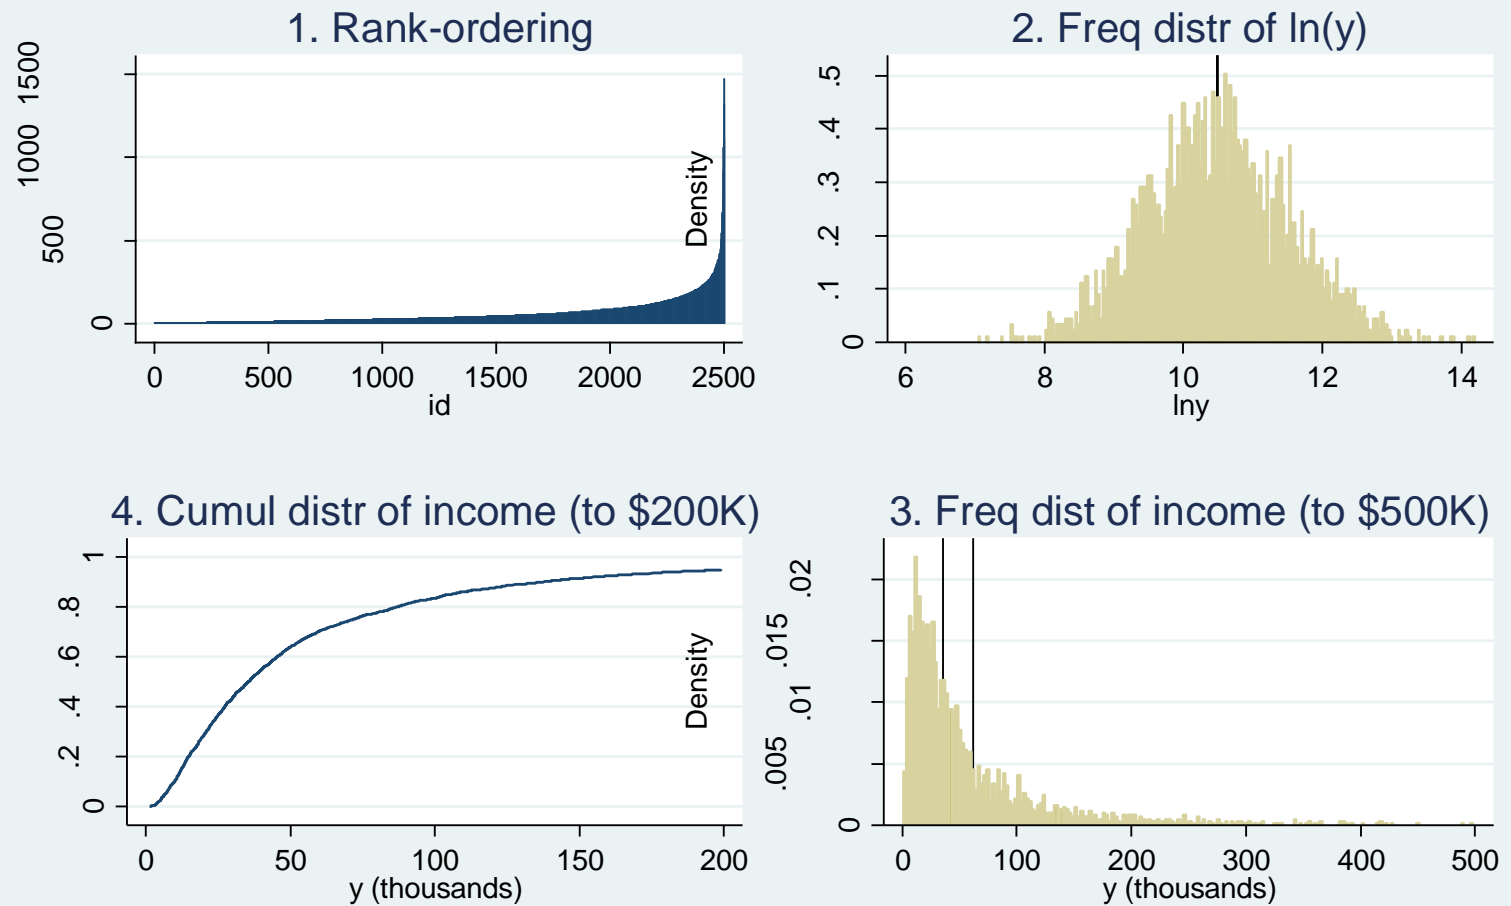 1. Rank-ordering
1500
1000
500
0
0 500 1000 1500 2000 2500
id
2. Freq distr of ln(y)
Density
.5
.4
.3
.2
.1
0
6 8 10 12 14
lny
4. Cumul distr of income (to $200K)
1
.8
.6
.4
.2
0
0 50 100 150 200
y (thousands)
3. Freq dist of income (to $500K)
Density
.02
.015
.01
.005
0
0 100 200 300 400 500
y (thousands)